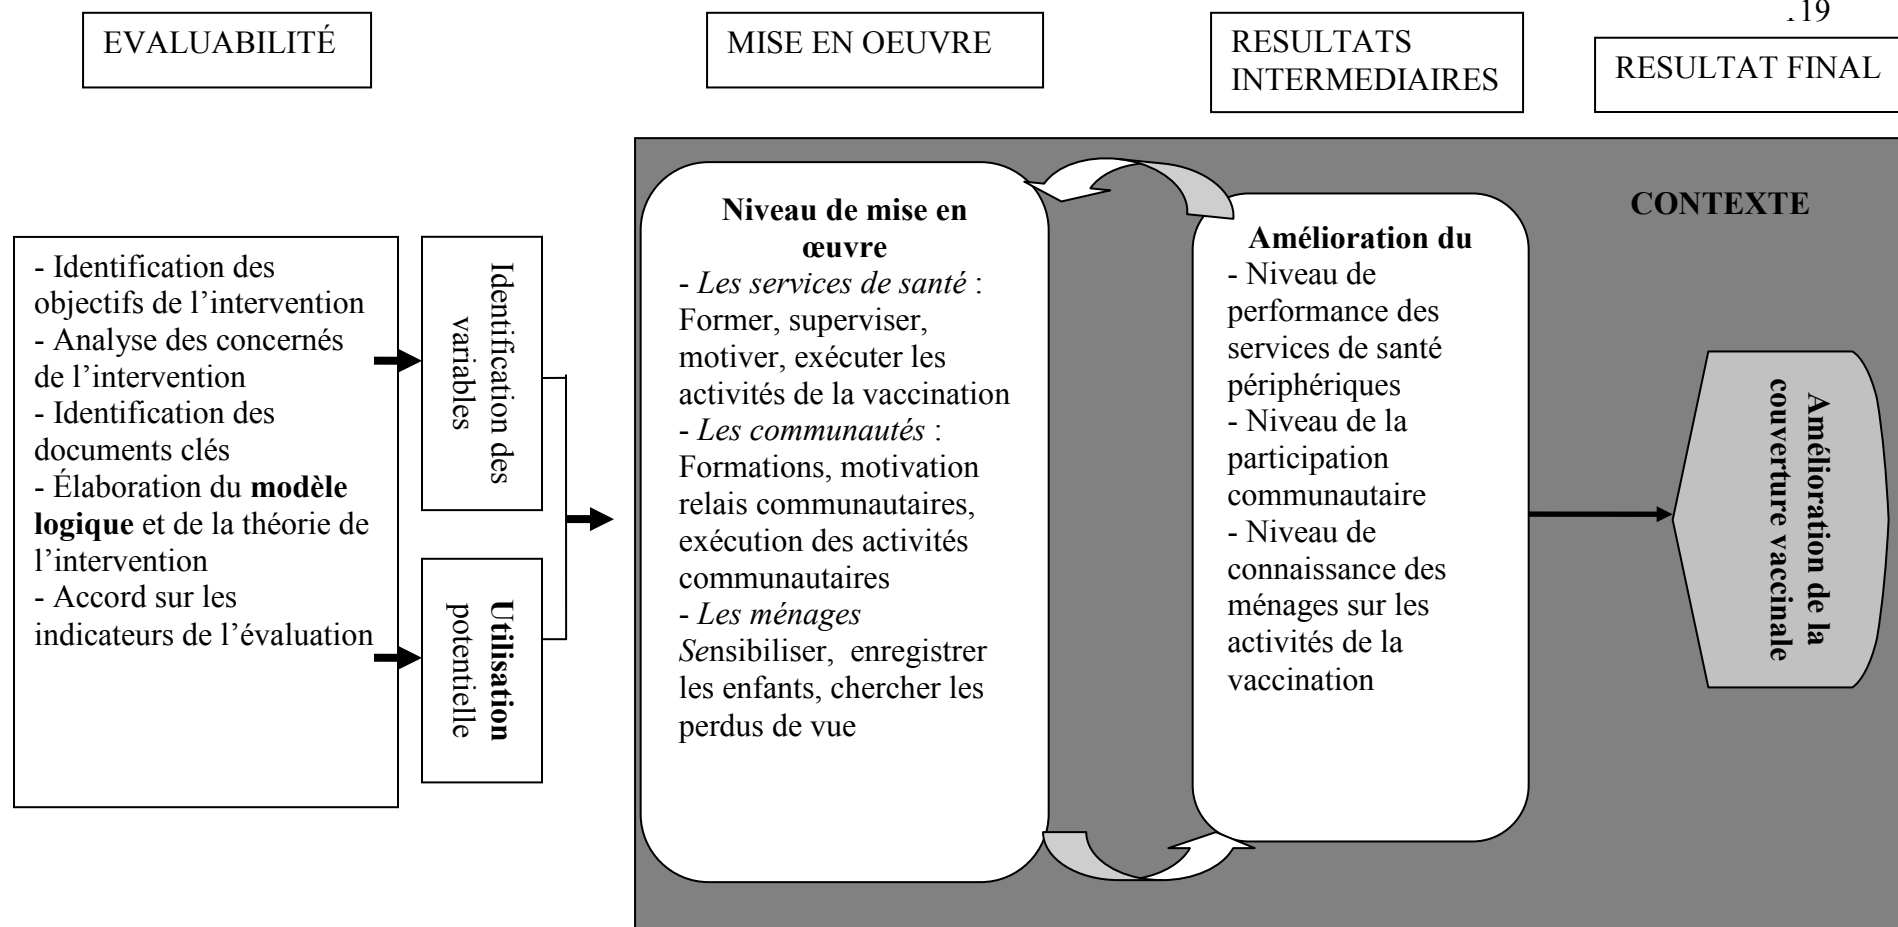 .19
EVALUABILITÉ
MISE EN OEUVRE
RESULTATS
INTERMEDIAIRES
RESULTAT FINAL
- Identification des
objectifs de l’intervention
- Analyse des concernés
de l’intervention
- Identification des
documents clés
- Élaboration du modèle
logique et de la théorie de
l’intervention
- Accord sur les
indicateurs de l’évaluation
Identification des
variables
Utilisation
potentielle
Niveau de mise en
œuvre
- Les services de santé :
Former, superviser,
motiver, exécuter les
activités de la vaccination
- Les communautés :
Formations, motivation
relais communautaires,
exécution des activités
communautaires
- Les ménages
Sensibiliser,  enregistrer
les enfants, chercher les
perdus de vue
Amélioration du
- Niveau de
performance des
services de santé
périphériques
- Niveau de la
participation
communautaire
- Niveau de
connaissance des
ménages sur les
activités de la
vaccination
CONTEXTE
Amélioration de la
couverture vaccinale